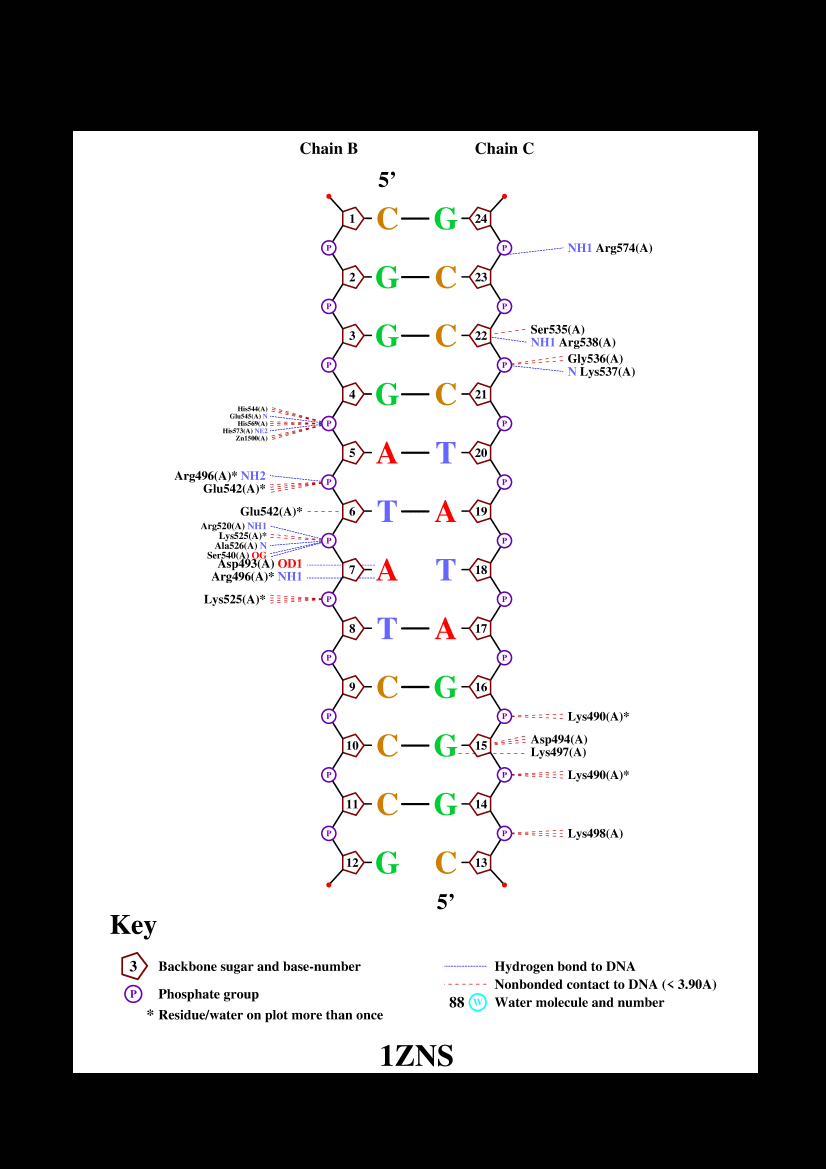 Chain B Chain C
5’
1 C G 24
P P NH1 Arg574(A)
2 G C 23
P P
Ser535(A)
3 G C 22
NH1 Arg538(A)
Gly536(A)
P P
N Lys537(A)
4 G C 21
His544(A)
Glu545(A) N
His569(A) P P
His573(A) NE2
Zn1500(A)
5 A T 20
Arg496(A)* NH2
P P
Glu542(A)*
Glu542(A)* 6 T A 19
Arg520(A) NH1
Lys525(A)*
P P
Ala526(A) N
Ser540(A) OG
Asp493(A) OD1
7 A T 18
Arg496(A)* NH1
Lys525(A)* P P
8 T A 17
P P
9 C G 16
P P Lys490(A)*
Asp494(A)
10 C G 15
Lys497(A)
P P Lys490(A)*
11 C G 14
P P Lys498(A)
12 G C 13
5’
Key
3 Backbone sugar and base-number
P Phosphate group
* Residue/water on plot more than once
Hydrogen bond to DNA
Nonbonded contact to DNA (< 3.90A)
88 W Water molecule and number
1ZNS